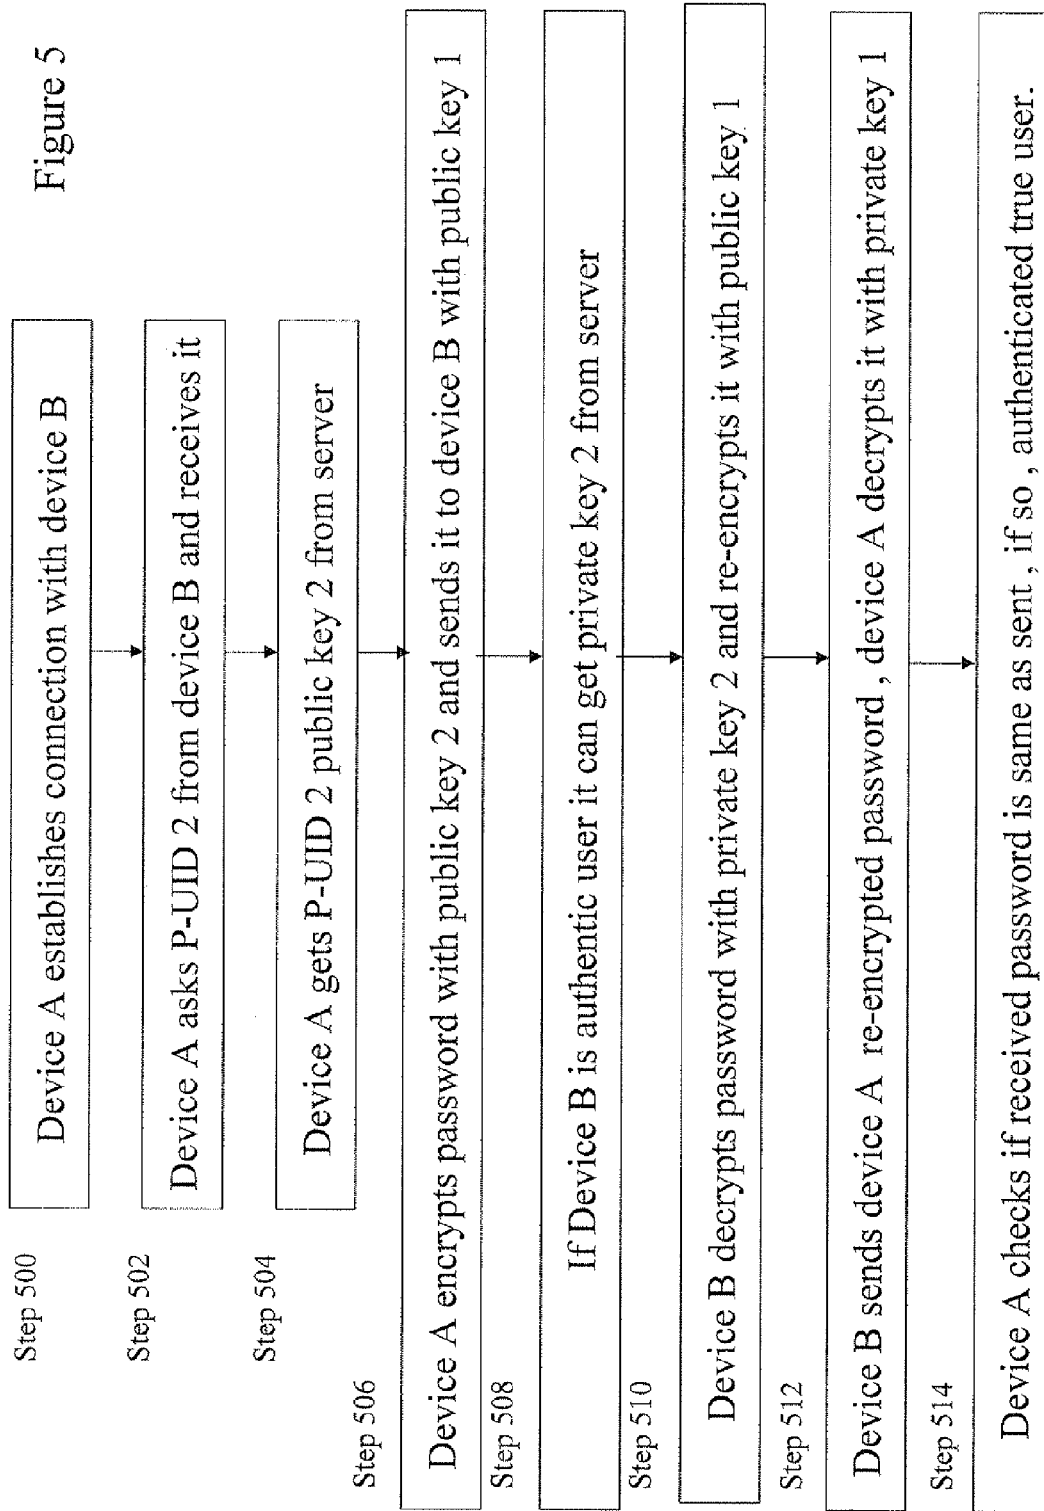 Figure 5
Step 500
Device A establishes connection with device B
Step 502
Device A asks P-UID 2 from device B and receives it
Step 504
Device A gets P-UID 2 public key 2 from server
Step 506
Device A encrypts password with public key 2 and sends it to device B with public key 1
Step 508
If Device B is authentic user it can get private key 2 from server
Step 510
Device B decrypts password with private key 2 and re-encrypts it with public key 1
Step 512
Device B sends device A re-encrypted password , device A decrypts it with private key 1
Step 514
Device A checks if received password is same as sent , if so , authenticated true user.